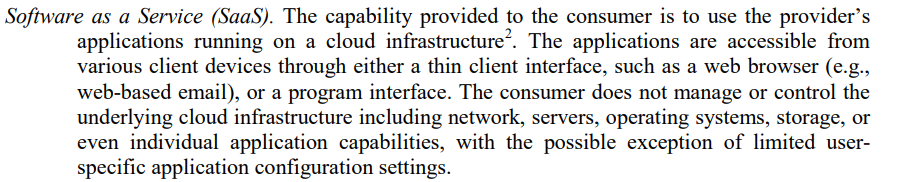 Software as a Service (SaaS). The capability provided to the consumer is to use the provider’s
applications running on a cloud infrastructure². The applications are accessible from
various client devices through either a thin client interface, such as a web browser (e.g.,
web-based email), or a program interface. The consumer does not manage or control the
underlying cloud infrastructure including network, servers, operating systems, storage, or
even individual application capabilities, with the possible exception of limited user-
specific application configuration settings.